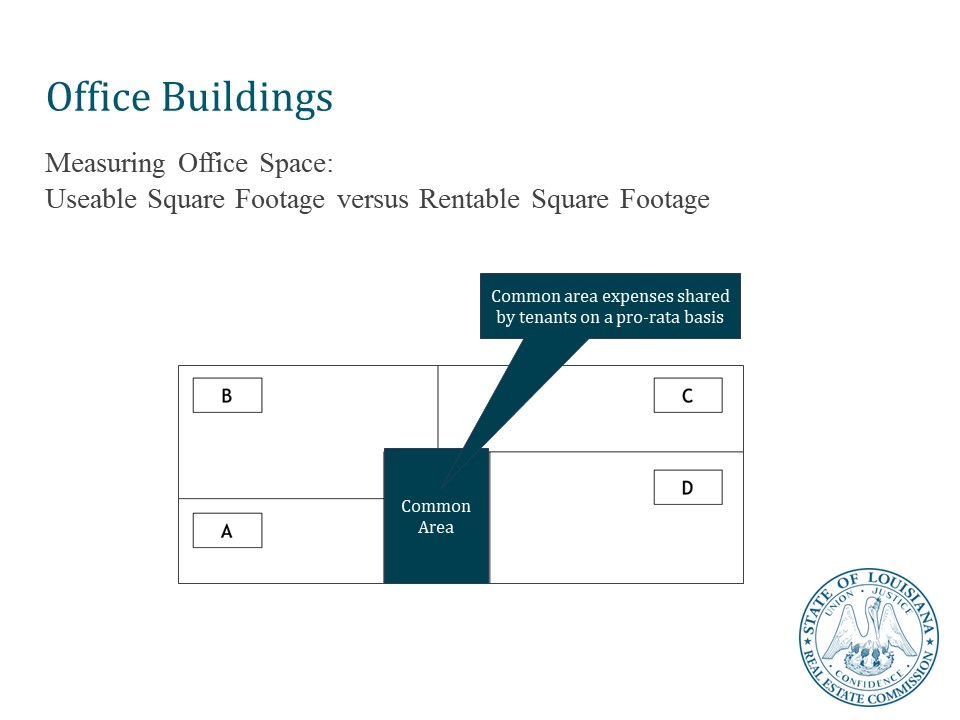 Office Buildings
Measuring Office Space:
Useable Square Footage versus Rentable Square Footage
Common area expenses shared
by tenants on a pro-rata basis
B
C
Common
Area
D
A
STATE OF LOUISIANA
UNION · JUSTICE
CONFIDENCE
REAL ESTATE COMMISSION